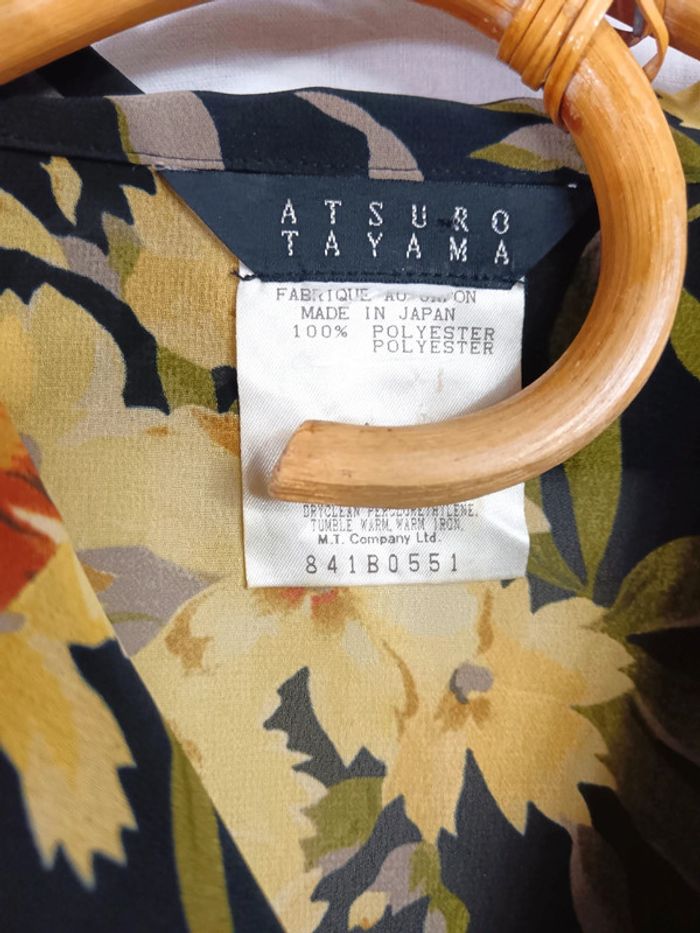 ATSURO
TAYAMA
FABRIQUE AU JAPON
MADE IN JAPAN
100% POLYESTER
POLYESTER
DRYCLEAN PERCLORETHYLENE.
TUMBLE WARM. WARM IRON.
M.T. Company Ltd.
841B0551